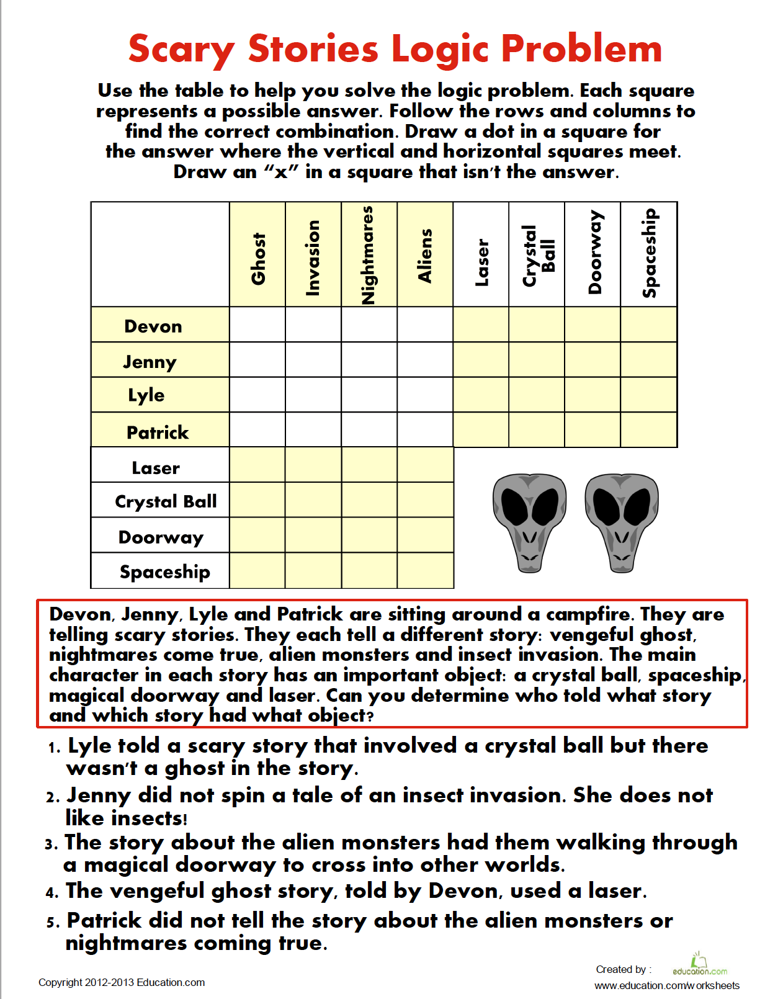 Scary Stories Logic Problem
Use the table to help you solve the logic problem. Each square
represents a possible answer. Follow the rows and columns to
find the correct combination. Draw a dot in a square for
the answer where the vertical and horizontal squares meet.
Draw an “x” in a square that isn't the answer.
Ghost
Invasion
Nightmares
Aliens
Laser
Crystal
Ball
Doorway
Spaceship
Devon
Jenny
Lyle
Patrick
Laser
Crystal Ball
Doorway
Spaceship
Devon, Jenny, Lyle and Patrick are sitting around a campfire. They are
telling scary stories. They each tell a different story: vengeful ghost,
nightmares come true, alien monsters and insect invasion. The main
character in each story has an important object: a crystal ball, spaceship,
magical doorway and laser. Can you determine who told what story
and which story had what object?
1. Lyle told a scary story that involved a crystal ball but there
wasn't a ghost in the story.
2. Jenny did not spin a tale of an insect invasion. She does not
like insects!
3. The story about the alien monsters had them walking through
a magical doorway to cross into other worlds.
4. The vengeful ghost story, told by Devon, used a laser.
5. Patrick did not tell the story about the alien monsters or
nightmares coming true.
Copyright 2012-2013 Education.com
Created by :
education.com
www.education.com/worksheets